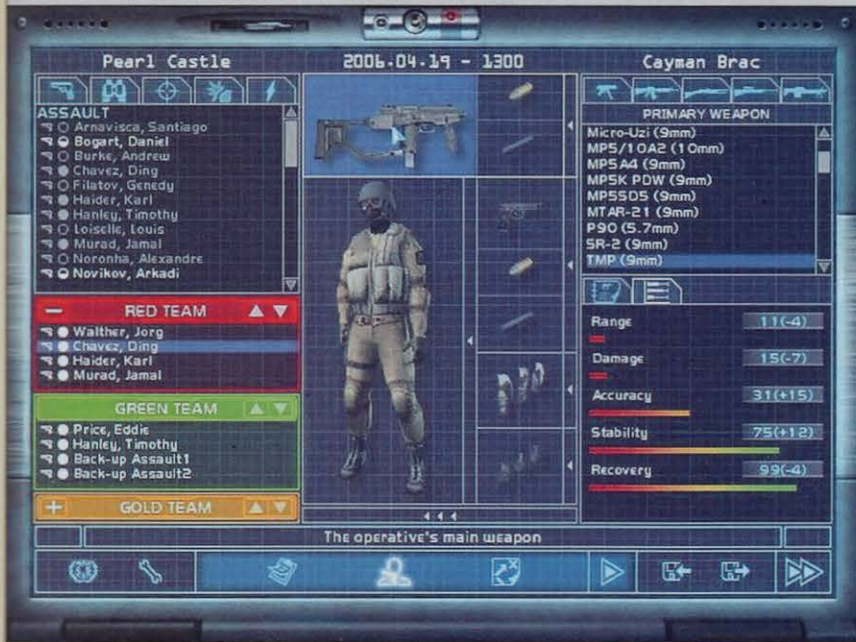 Pearl Castle
2006.04.19 - 1300
Cayman Brac
ASSAULT
Arnavisca, Santiago
Bogart, Daniel
Burke, Andrew
Chavez, Ding
Filatov, Genedy
Haider, Karl
Hanley, Timothy
Loiselle, Louis
Murad, Jamal
Noronha, Alexandre
Novikov, Arkadi
RED TEAM
Walther, Jorg
Chavez, Ding
Haider, Karl
Murad, Jamal
GREEN TEAM
Price, Eddie
Hanley, Timothy
Back-up Assault1
Back-up Assault2
GOLD TEAM
PRIMARY WEAPON
Micro-Uzi (9mm)
MP5/10A2 (10mm)
MP5A4 (9mm)
MP5K PDW (9mm)
MP5SD5 (9mm)
MTAR-21 (9mm)
P90 (5.7mm)
SR-2 (9mm)
TMP (9mm)
Range 11(-4)
Damage 15(-7)
Accuracy 31(+15)
Stability 75(+12)
Recovery 99(-4)
The operative's main weapon